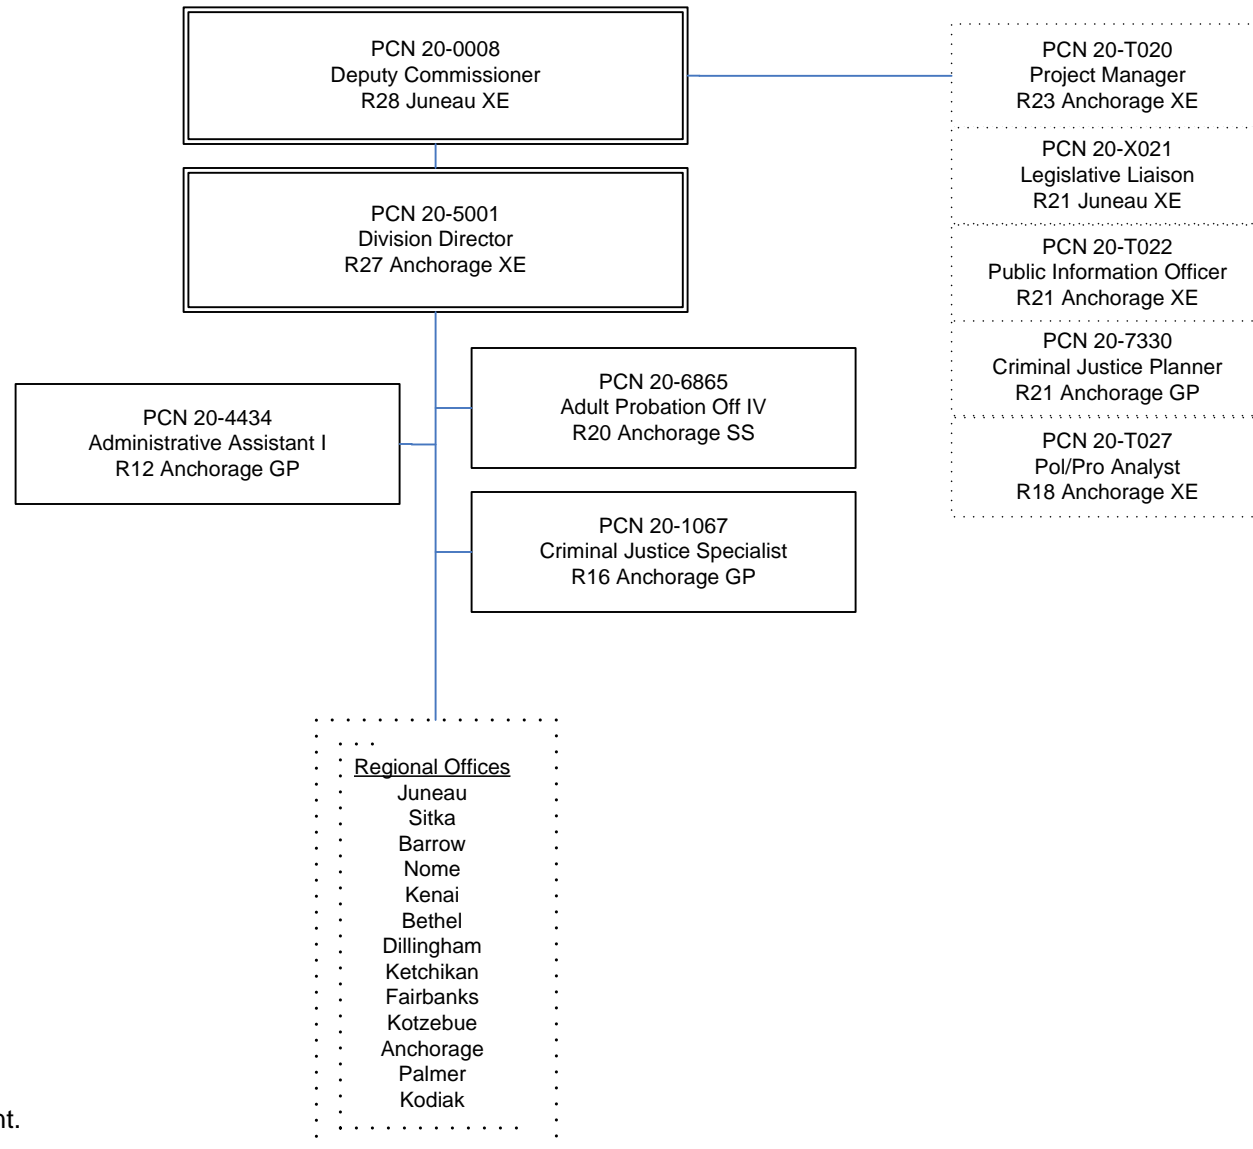 PCN 20-0008
Deputy Commissioner
R28 Juneau XE
PCN 20-5001
Division Director
R27 Anchorage XE
PCN 20-T020
Project Manager
R23 Anchorage XE
PCN 20-X021
Legislative Liaison
R21 Juneau XE
PCN 20-T022
Public Information Officer
R21 Anchorage XE
PCN 20-7330
Criminal Justice Planner
R21 Anchorage GP
PCN 20-T027
Pol/Pro Analyst
R18 Anchorage XE
PCN 20-4434
Administrative Assistant I
R12 Anchorage GP
PCN 20-6865
Adult Probation Off IV
R20 Anchorage SS
PCN 20-1067
Criminal Justice Specialist
R16 Anchorage GP
Regional Offices
Juneau
Sitka
Barrow
Nome
Kenai
Bethel
Dillingham
Ketchikan
Fairbanks
Kotzebue
Anchorage
Palmer
Kodiak